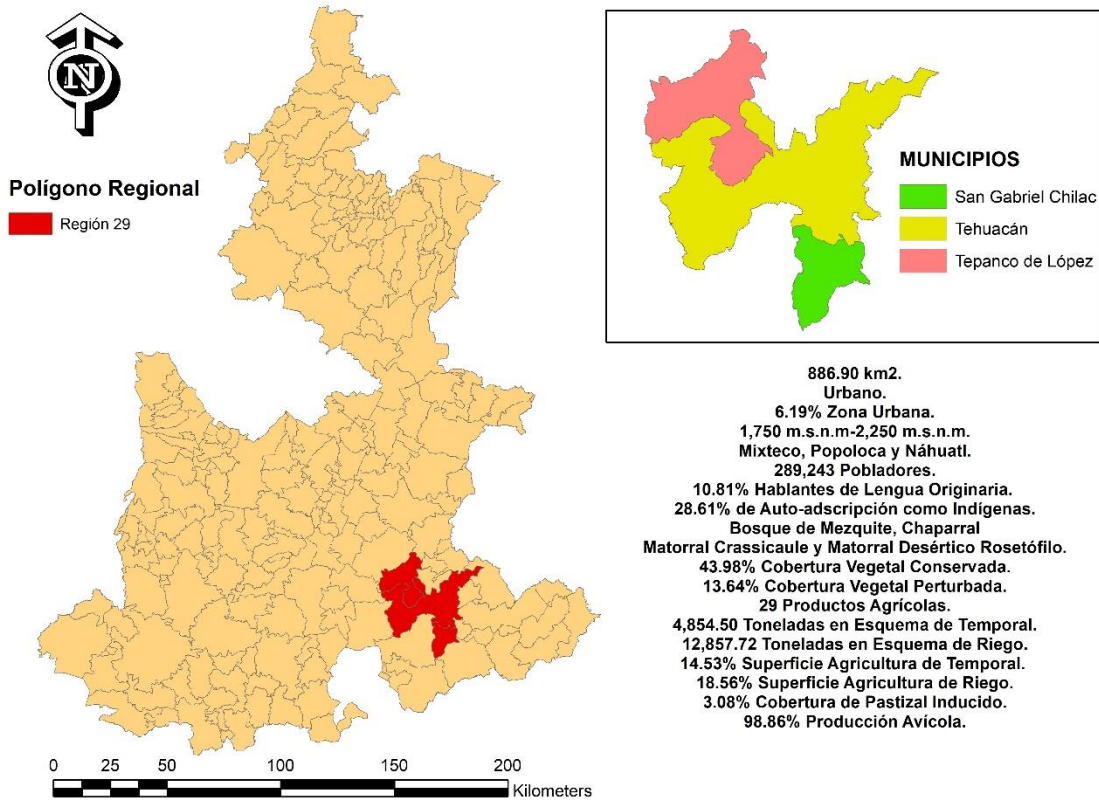 N
Polígono Regional
Región 29
MUNICIPIOS
San Gabriel Chilac
Tehuacán
Tepanco de López
886.90 km2.
Urbano.
6.19% Zona Urbana.
1,750 m.s.n.m-2,250 m.s.n.m.
Mixteco, Popoloca y Náhuatl.
289,243 Pobladores.
10.81% Hablantes de Lengua Originaria.
28.61% de Auto-adscripción como Indígenas.
Bosque de Mezquite, Chaparral
Matorral Crassicaule y Matorral Desértico Rosetófilo.
43.98% Cobertura Vegetal Conservada.
13.64% Cobertura Vegetal Perturbada.
29 Productos Agrícolas.
4,854.50 Toneladas en Esquema de Temporal.
12,857.72 Toneladas en Esquema de Riego.
14.53% Superficie Agricultura de Temporal.
18.56% Superficie Agricultura de Riego.
3.08% Cobertura de Pastizal Inducido.
98.86% Producción Avícola.
0 25 50 100 150 200
Kilometers